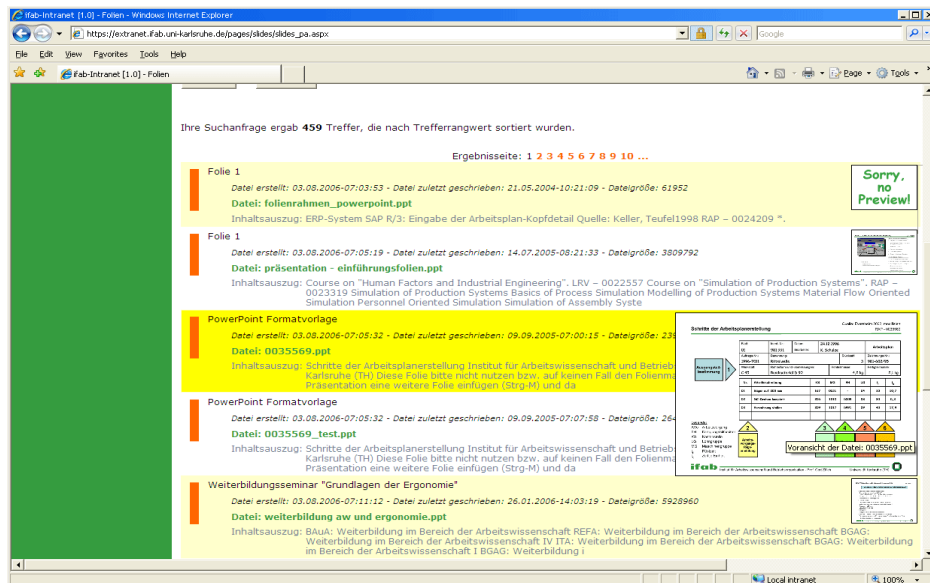 ifab-Intranet [1.0] - Folien - Windows Internet Explorer
https://extranet.ifab.uni-karlsruhe.de/pages/slides/slides_pa.aspx
Google
File Edit View Favorites Tools Help
ifab-Intranet [1.0] - Folien
Page Tools
Ihre Suchanfrage ergab 459 Treffer, die nach Trefferrangwert sortiert wurden.
Ergebnisseite: 1 2 3 4 5 6 7 8 9 10 ...
Folie 1
Datei erstellt: 03.08.2006-07:03:53 - Datei zuletzt geschrieben: 21.05.2004-10:21:09 - Dateigröße: 61952
Datei: folienrahmen_powerpoint.ppt
Inhaltsauszug: ERP-System SAP R/3: Eingabe der Arbeitsplan-Kopfdetail Quelle: Keller, Teufel1998 RAP – 0024209 *.
Sorry,
no
Preview!
Folie 1
Datei erstellt: 03.08.2006-07:05:19 - Datei zuletzt geschrieben: 14.07.2005-08:21:33 - Dateigröße: 3809792
Datei: präsentation - einführungsfolien.ppt
Inhaltsauszug: Course on "Human Factors and Industrial Engineering". LRV – 0022557 Course on "Simulation of Production Systems". RAP –
0023319 Simulation of Production Systems Basics of Process Simulation Modelling of Production Systems Material Flow Oriented
Simulation Personnel Oriented Simulation Simulation of Assembly Syste
PowerPoint Formatvorlage
Datei erstellt: 03.08.2006-07:05:32 - Datei zuletzt geschrieben: 09.09.2005-07:00:15 - Dateigröße: 239
Datei: 0035569.ppt
Inhaltsauszug: Schritte der Arbeitsplanerstellung Institut für Arbeitswissenschaft und Betriebs
Karlsruhe (TH) Diese Folie bitte nicht nutzen bzw. auf keinen Fall den Folienma
Präsentation eine weitere Folie einfügen (Strg-M) und da
Schritte der Arbeitsplanerstellung
Arbeitsplan
1
2
3
4
5
6
Voransicht der Datei: 0035569.ppt
ifab
PowerPoint Formatvorlage
Datei erstellt: 03.08.2006-07:05:32 - Datei zuletzt geschrieben: 09.09.2005-07:07:58 - Dateigröße: 264
Datei: 0035569_test.ppt
Inhaltsauszug: Schritte der Arbeitsplanerstellung Institut für Arbeitswissenschaft und Betriebs
Karlsruhe (TH) Diese Folie bitte nicht nutzen bzw. auf keinen Fall den Folienma
Präsentation eine weitere Folie einfügen (Strg-M) und da
Weiterbildungsseminar "Grundlagen der Ergonomie"
Datei erstellt: 03.08.2006-07:11:12 - Datei zuletzt geschrieben: 26.01.2006-14:03:19 - Dateigröße: 5928960
Datei: weiterbildung aw und ergonomie.ppt
Inhaltsauszug: BAuA: Weiterbildung im Bereich der Arbeitswissenschaft REFA: Weiterbildung im Bereich der Arbeitswissenschaft BGAG:
Weiterbildung im Bereich der Arbeitswissenschaft IV ITA: Weiterbildung im Bereich der Arbeitswissenschaft BGAG: Weiterbildung
im Bereich der Arbeitswissenschaft I BGAG: Weiterbildung i
Local intranet
100%